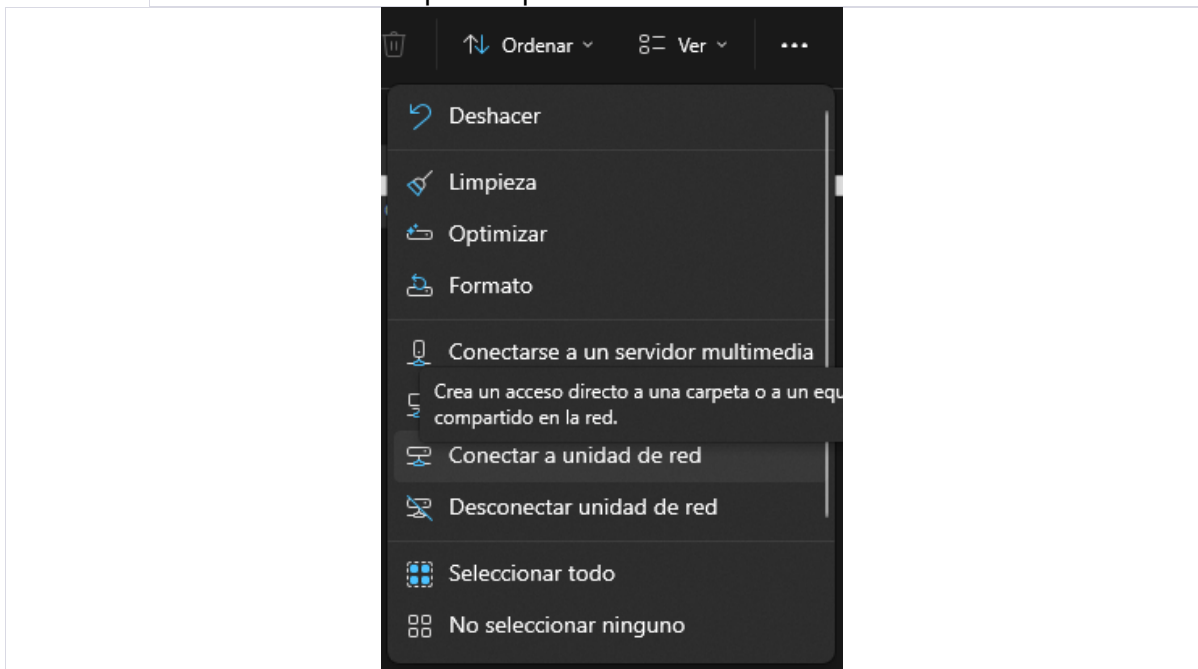 Ordenar Ver ...
Deshacer
Limpieza
Optimizar
Formato
Conectarse a un servidor multimedia
Crea un acceso directo a una carpeta o a un
compartido en la red.
Conectar a unidad de red
Desconectar unidad de red
Seleccionar todo
No seleccionar ninguno